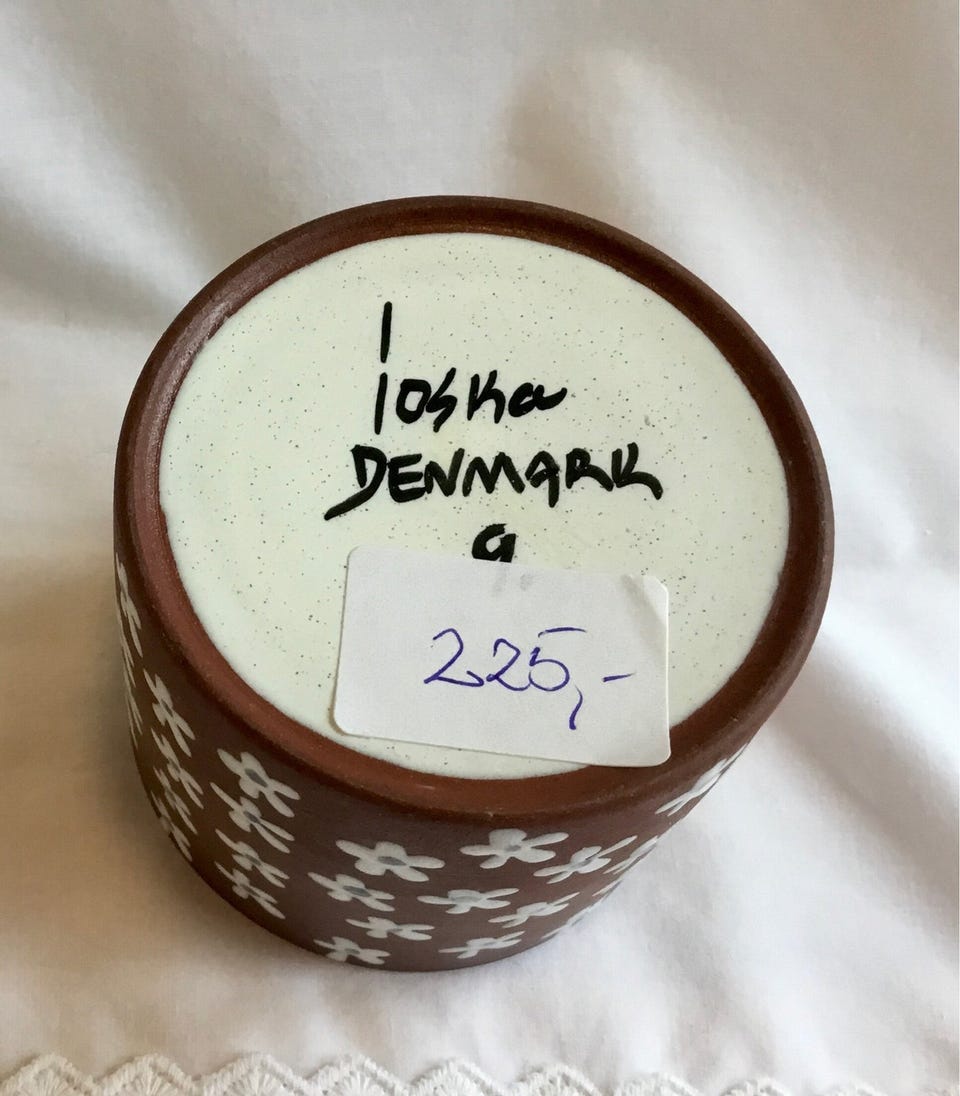 Ioska
DENMARK
9
225,-